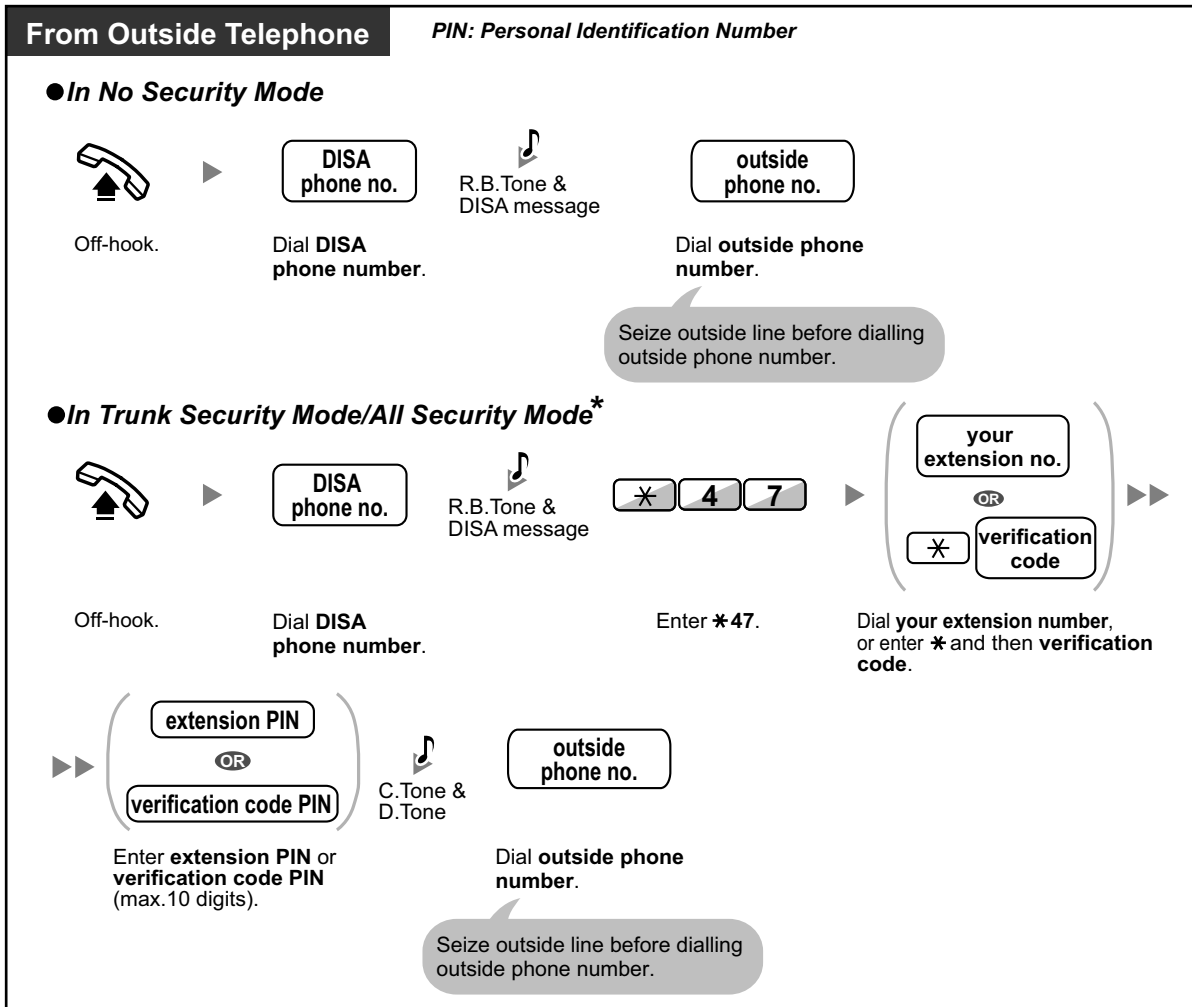 From Outside Telephone
PIN: Personal Identification Number
●In No Security Mode
DISA
phone no.
R.B.Tone &
DISA message
outside
phone no.
Off-hook.
Dial DISA
phone number.
Dial outside phone
number.
Seize outside line before dialling
outside phone number.
●In Trunk Security Mode/All Security Mode*
DISA
phone no.
R.B.Tone &
DISA message
* 4 7
your
extension no.
OR
* verification
code
Off-hook.
Dial DISA
phone number.
Enter *47.
Dial your extension number,
or enter * and then verification
code.
extension PIN
OR
verification code PIN
C.Tone &
D.Tone
outside
phone no.
Enter extension PIN or
verification code PIN
(max.10 digits).
Dial outside phone
number.
Seize outside line before dialling
outside phone number.